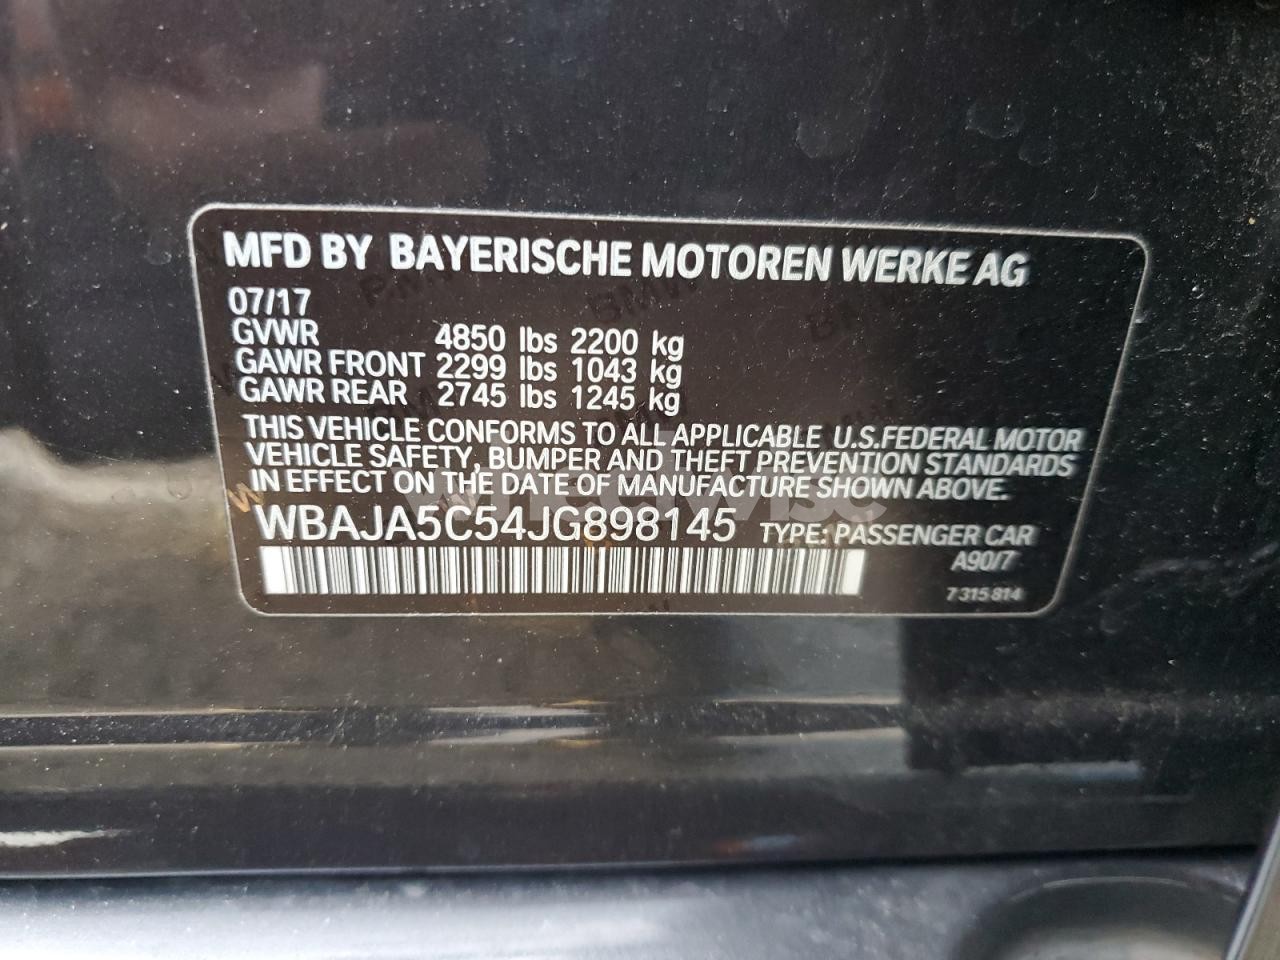 MFD BY BAYERISCHE MOTOREN WERKE AG
07/17
GVWR 4850 lbs 2200 kg
GAWR FRONT 2299 lbs 1043 kg
GAWR REAR 2745 lbs 1245 kg
THIS VEHICLE CONFORMS TO ALL APPLICABLE U.S.FEDERAL MOTOR
VEHICLE SAFETY, BUMPER AND THEFT PREVENTION STANDARDS
IN EFFECT ON THE DATE OF MANUFACTURE SHOWN ABOVE.
wheelwise
WBAJA5C54JG898145 TYPE: PASSENGER CAR
A90/7
7 315 814